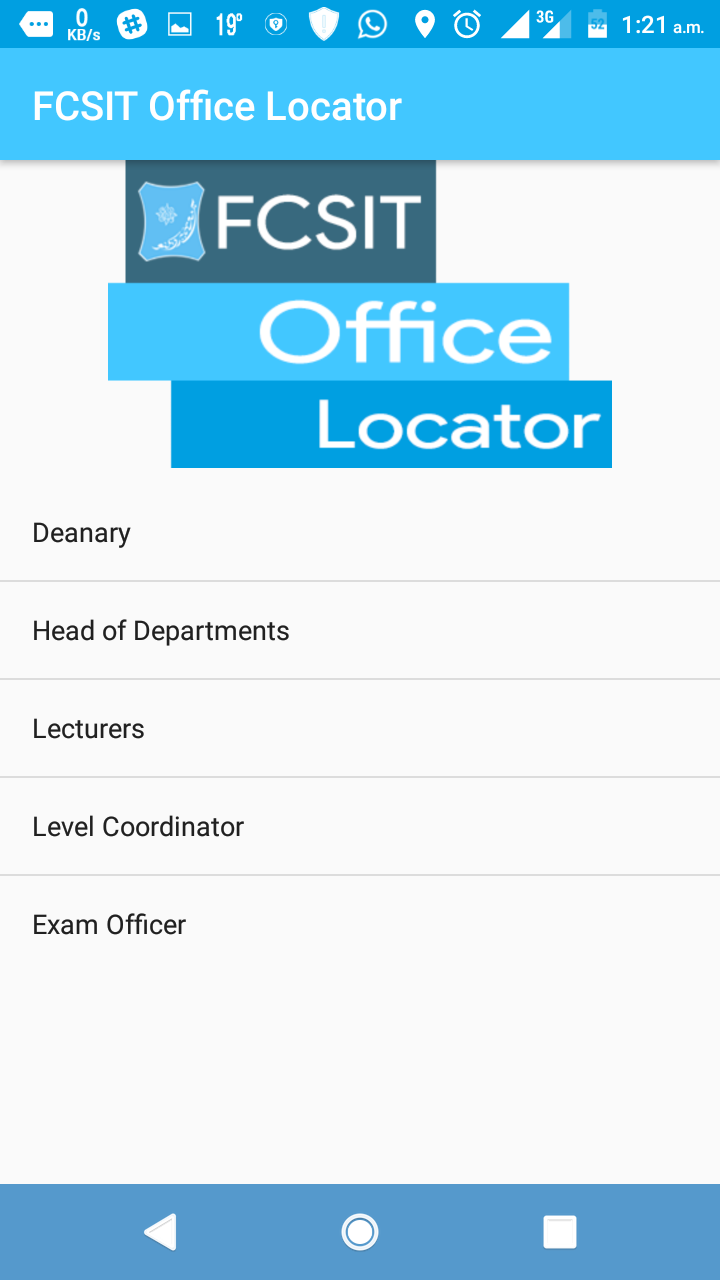 0 KB/s 19° 3G 52 1:21 a.m.
FCSIT Office Locator
FCSIT
Office
Locator
Deanary
Head of Departments
Lecturers
Level Coordinator
Exam Officer